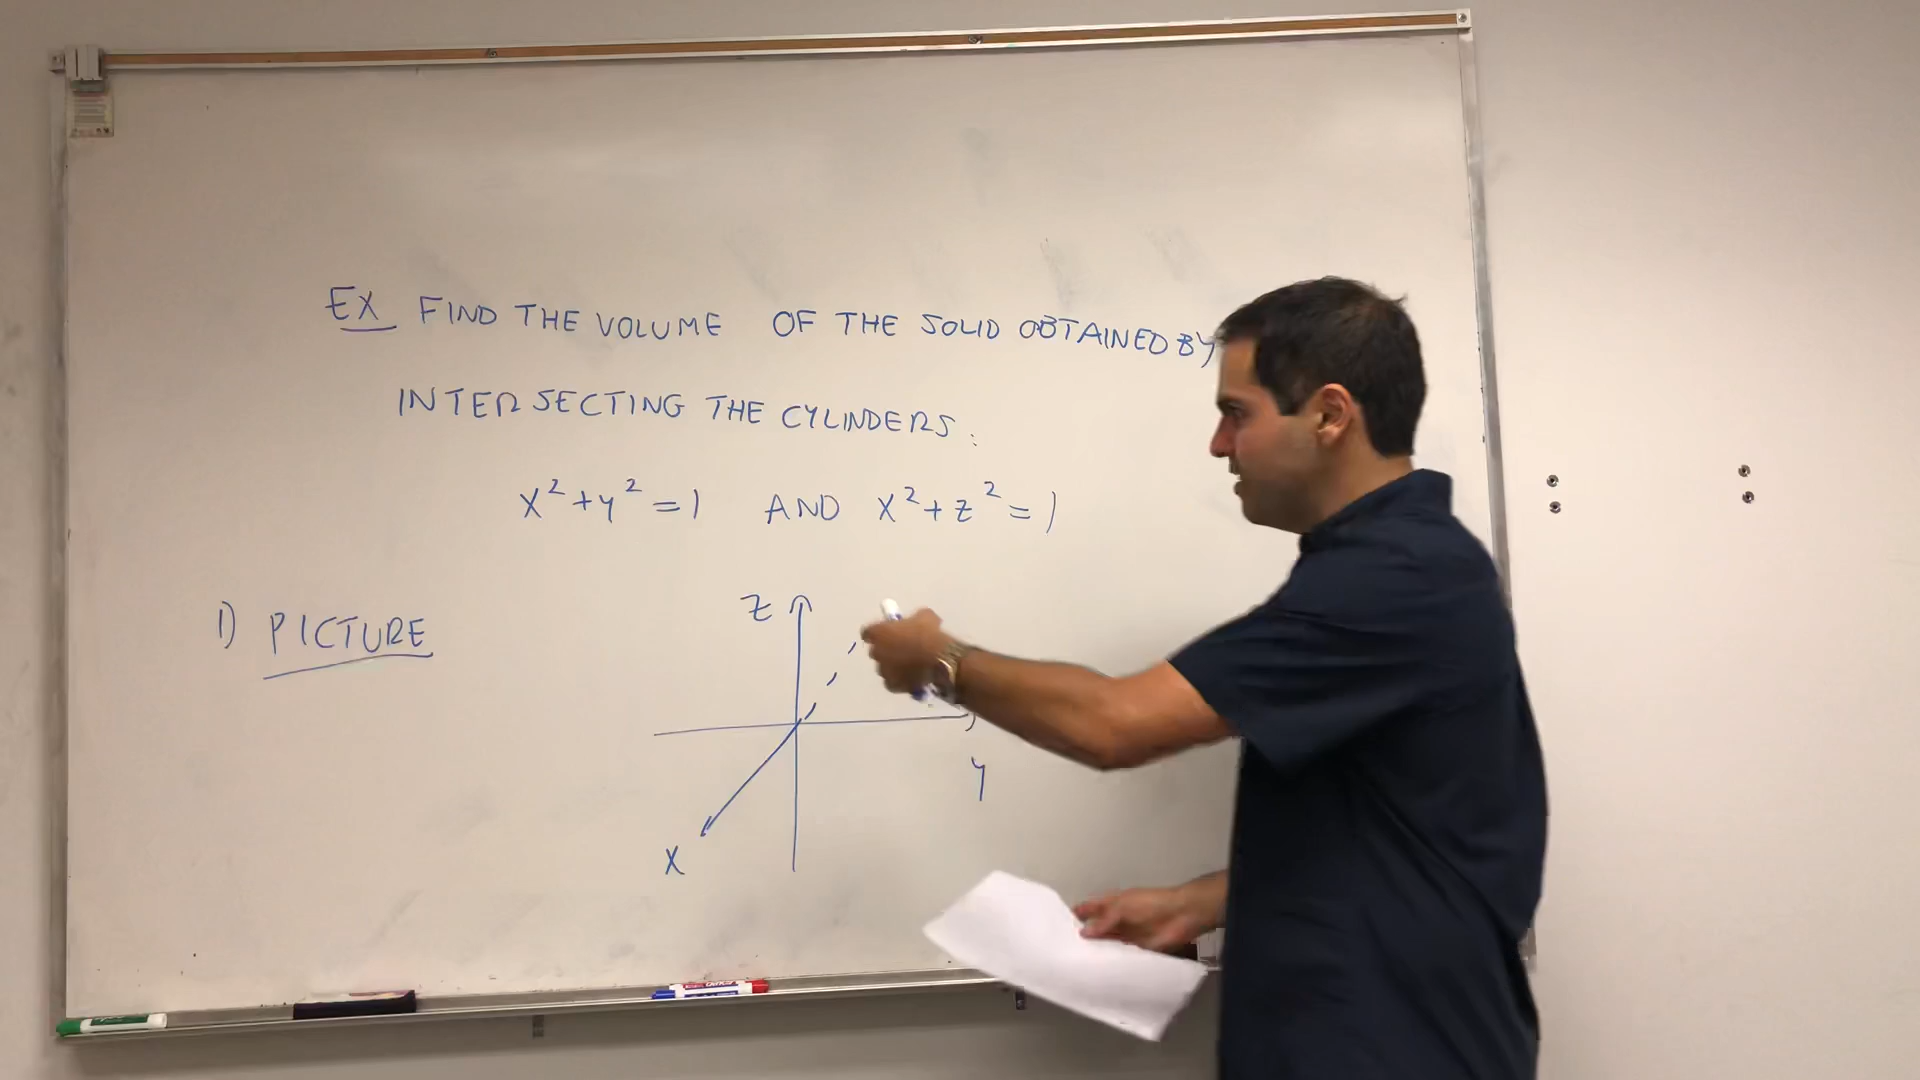 EX FIND THE VOLUME OF THE SOLID OBTAINED BY
INTERSECTING THE CYLINDERS:
x²+y²=1 AND x²+z²=1
1) PICTURE
z
y
x